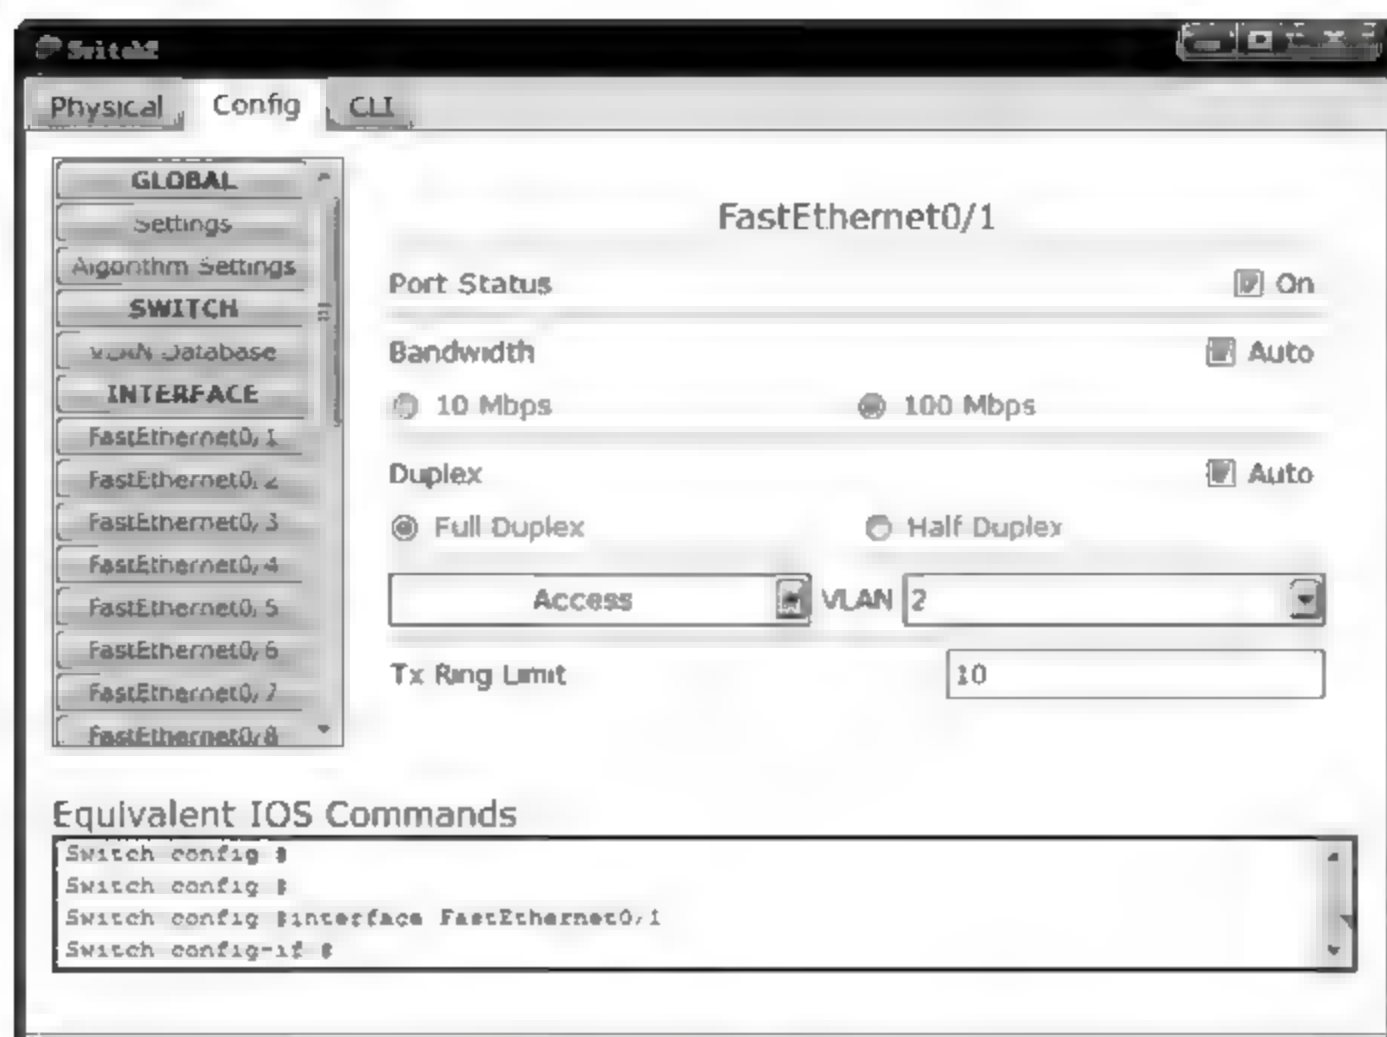 Switch2
Physical Config CLI
GLOBAL
Settings
Algorithm Settings
SWITCH
VLAN Database
INTERFACE
FastEthernet0/1
FastEthernet0/2
FastEthernet0/3
FastEthernet0/4
FastEthernet0/5
FastEthernet0/6
FastEthernet0/7
FastEthernet0/8
FastEthernet0/1
Port Status On
Bandwidth Auto
10 Mbps 100 Mbps
Duplex Auto
Full Duplex Half Duplex
Access VLAN 2
Tx Ring Limit 10
Equivalent IOS Commands
Switch(config)#
Switch(config)#
Switch(config)#interface FastEthernet0/1
Switch(config-if)#